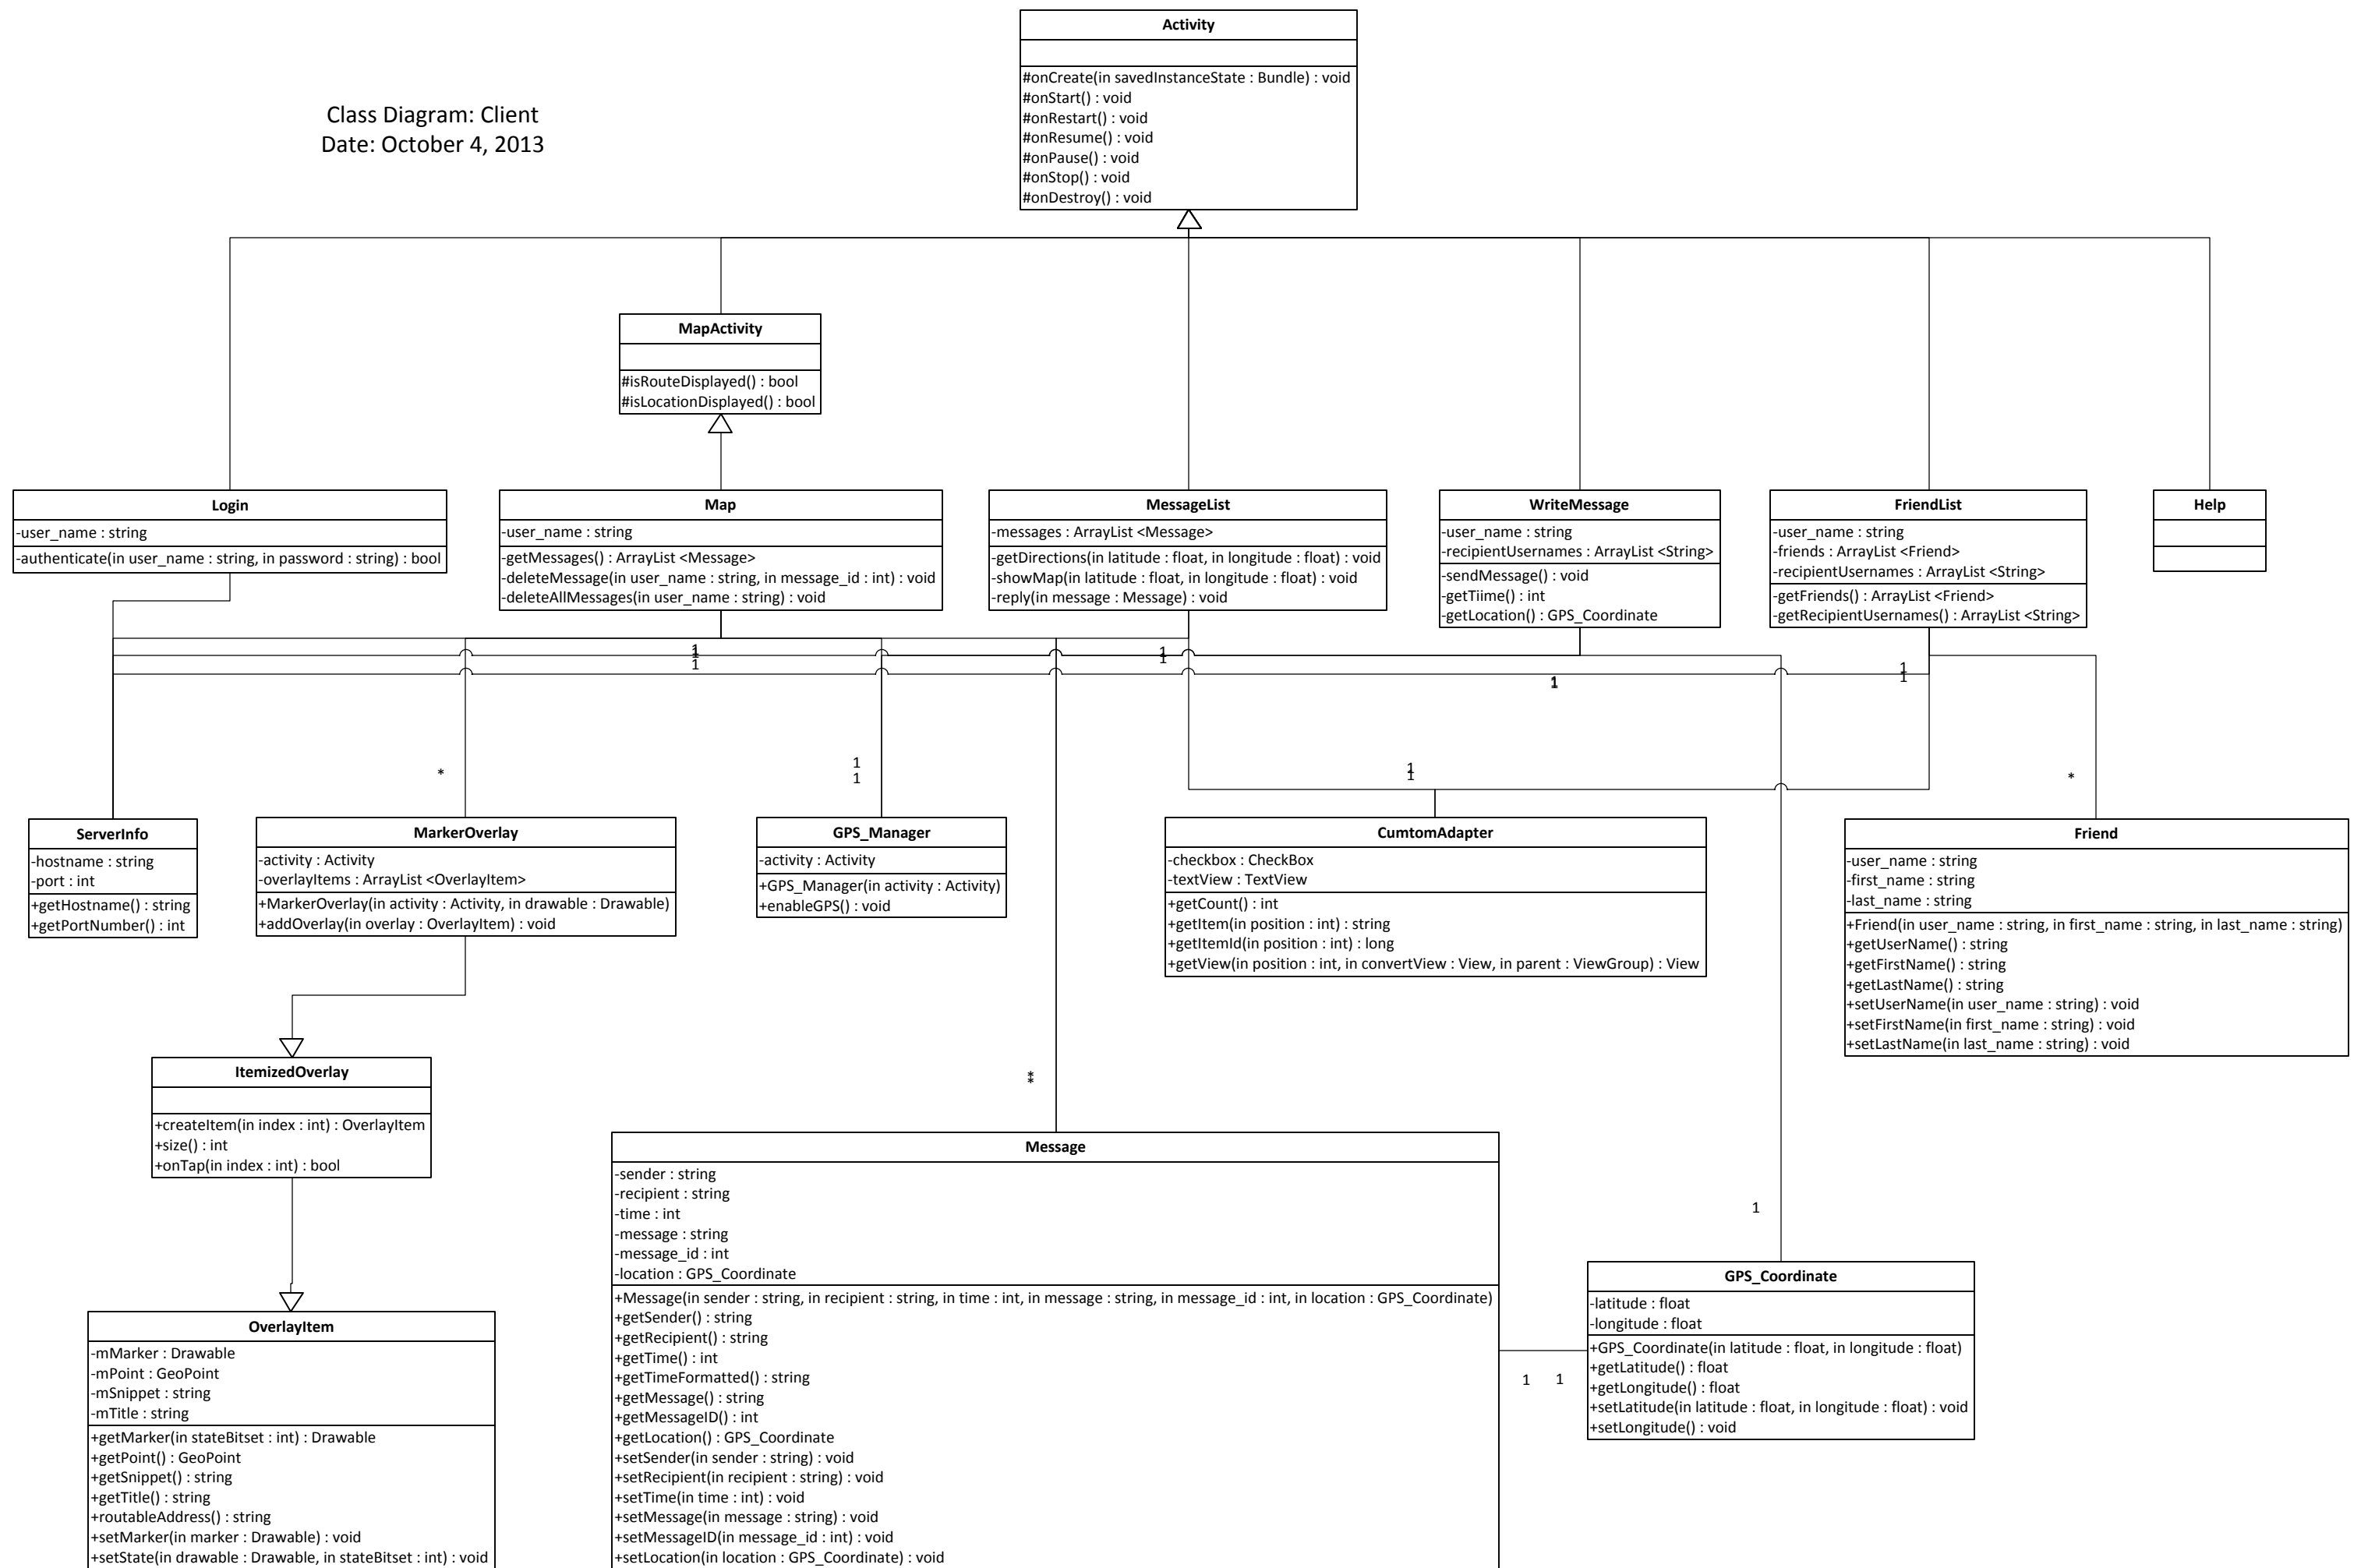 Activity
#onCreate(in savedInstanceState : Bundle) : void
#onStart() : void
#onRestart() : void
#onResume() : void
#onPause() : void
#onStop() : void
#onDestroy() : void
Class Diagram: Client
Date: October 4, 2013
MapActivity
#isRouteDisplayed() : bool
#isLocationDisplayed() : bool
Login
-user_name : string
-authenticate(in user_name : string, in password : string) : bool
Map
-user_name : string
-getMessages() : ArrayList <Message>
-deleteMessage(in user_name : string, in message_id : int) : void
-deleteAllMessages(in user_name : string) : void
MessageList
-messages : ArrayList <Message>
-getDirections(in latitude : float, in longitude : float) : void
-showMap(in latitude : float, in longitude : float) : void
-reply(in message : Message) : void
WriteMessage
-user_name : string
-recipientUsernames : ArrayList <String>
-sendMessage() : void
-getTiime() : int
-getLocation() : GPS_Coordinate
FriendList
-user_name : string
-friends : ArrayList <Friend>
-recipientUsernames : ArrayList <String>
-getFriends() : ArrayList <Friend>
-getRecipientUsernames() : ArrayList <String>
Help
1
1
1
1
1
1
1
1
*
1
1
1
1
*
ServerInfo
-hostname : string
-port : int
+getHostname() : string
+getPortNumber() : int
MarkerOverlay
-activity : Activity
-overlayItems : ArrayList <OverlayItem>
+MarkerOverlay(in activity : Activity, in drawable : Drawable)
+addOverlay(in overlay : OverlayItem) : void
GPS_Manager
-activity : Activity
+GPS_Manager(in activity : Activity)
+enableGPS() : void
CumtomAdapter
-checkbox : CheckBox
-textView : TextView
+getCount() : int
+getItem(in position : int) : string
+getItemId(in position : int) : long
+getView(in position : int, in convertView : View, in parent : ViewGroup) : View
Friend
-user_name : string
-first_name : string
-last_name : string
+Friend(in user_name : string, in first_name : string, in last_name : string)
+getUserName() : string
+getFirstName() : string
+getLastName() : string
+setUserName(in user_name : string) : void
+setFirstName(in first_name : string) : void
+setLastName(in last_name : string) : void
ItemizedOverlay
+createItem(in index : int) : OverlayItem
+size() : int
+onTap(in index : int) : bool
*
*
Message
-sender : string
-recipient : string
-time : int
-message : string
-message_id : int
-location : GPS_Coordinate
+Message(in sender : string, in recipient : string, in time : int, in message : string, in message_id : int, in location : GPS_Coordinate)
+getSender() : string
+getRecipient() : string
+getTime() : int
+getTimeFormatted() : string
+getMessage() : string
+getMessageID() : int
+getLocation() : GPS_Coordinate
+setSender(in sender : string) : void
+setRecipient(in recipient : string) : void
+setTime(in time : int) : void
+setMessage(in message : string) : void
+setMessageID(in message_id : int) : void
+setLocation(in location : GPS_Coordinate) : void
1
1 1
GPS_Coordinate
-latitude : float
-longitude : float
+GPS_Coordinate(in latitude : float, in longitude : float)
+getLatitude() : float
+getLongitude() : float
+setLatitude(in latitude : float, in longitude : float) : void
+setLongitude() : void
OverlayItem
-mMarker : Drawable
-mPoint : GeoPoint
-mSnippet : string
-mTitle : string
+getMarker(in stateBitset : int) : Drawable
+getPoint() : GeoPoint
+getSnippet() : string
+getTitle() : string
+routableAddress() : string
+setMarker(in marker : Drawable) : void
+setState(in drawable : Drawable, in stateBitset : int) : void